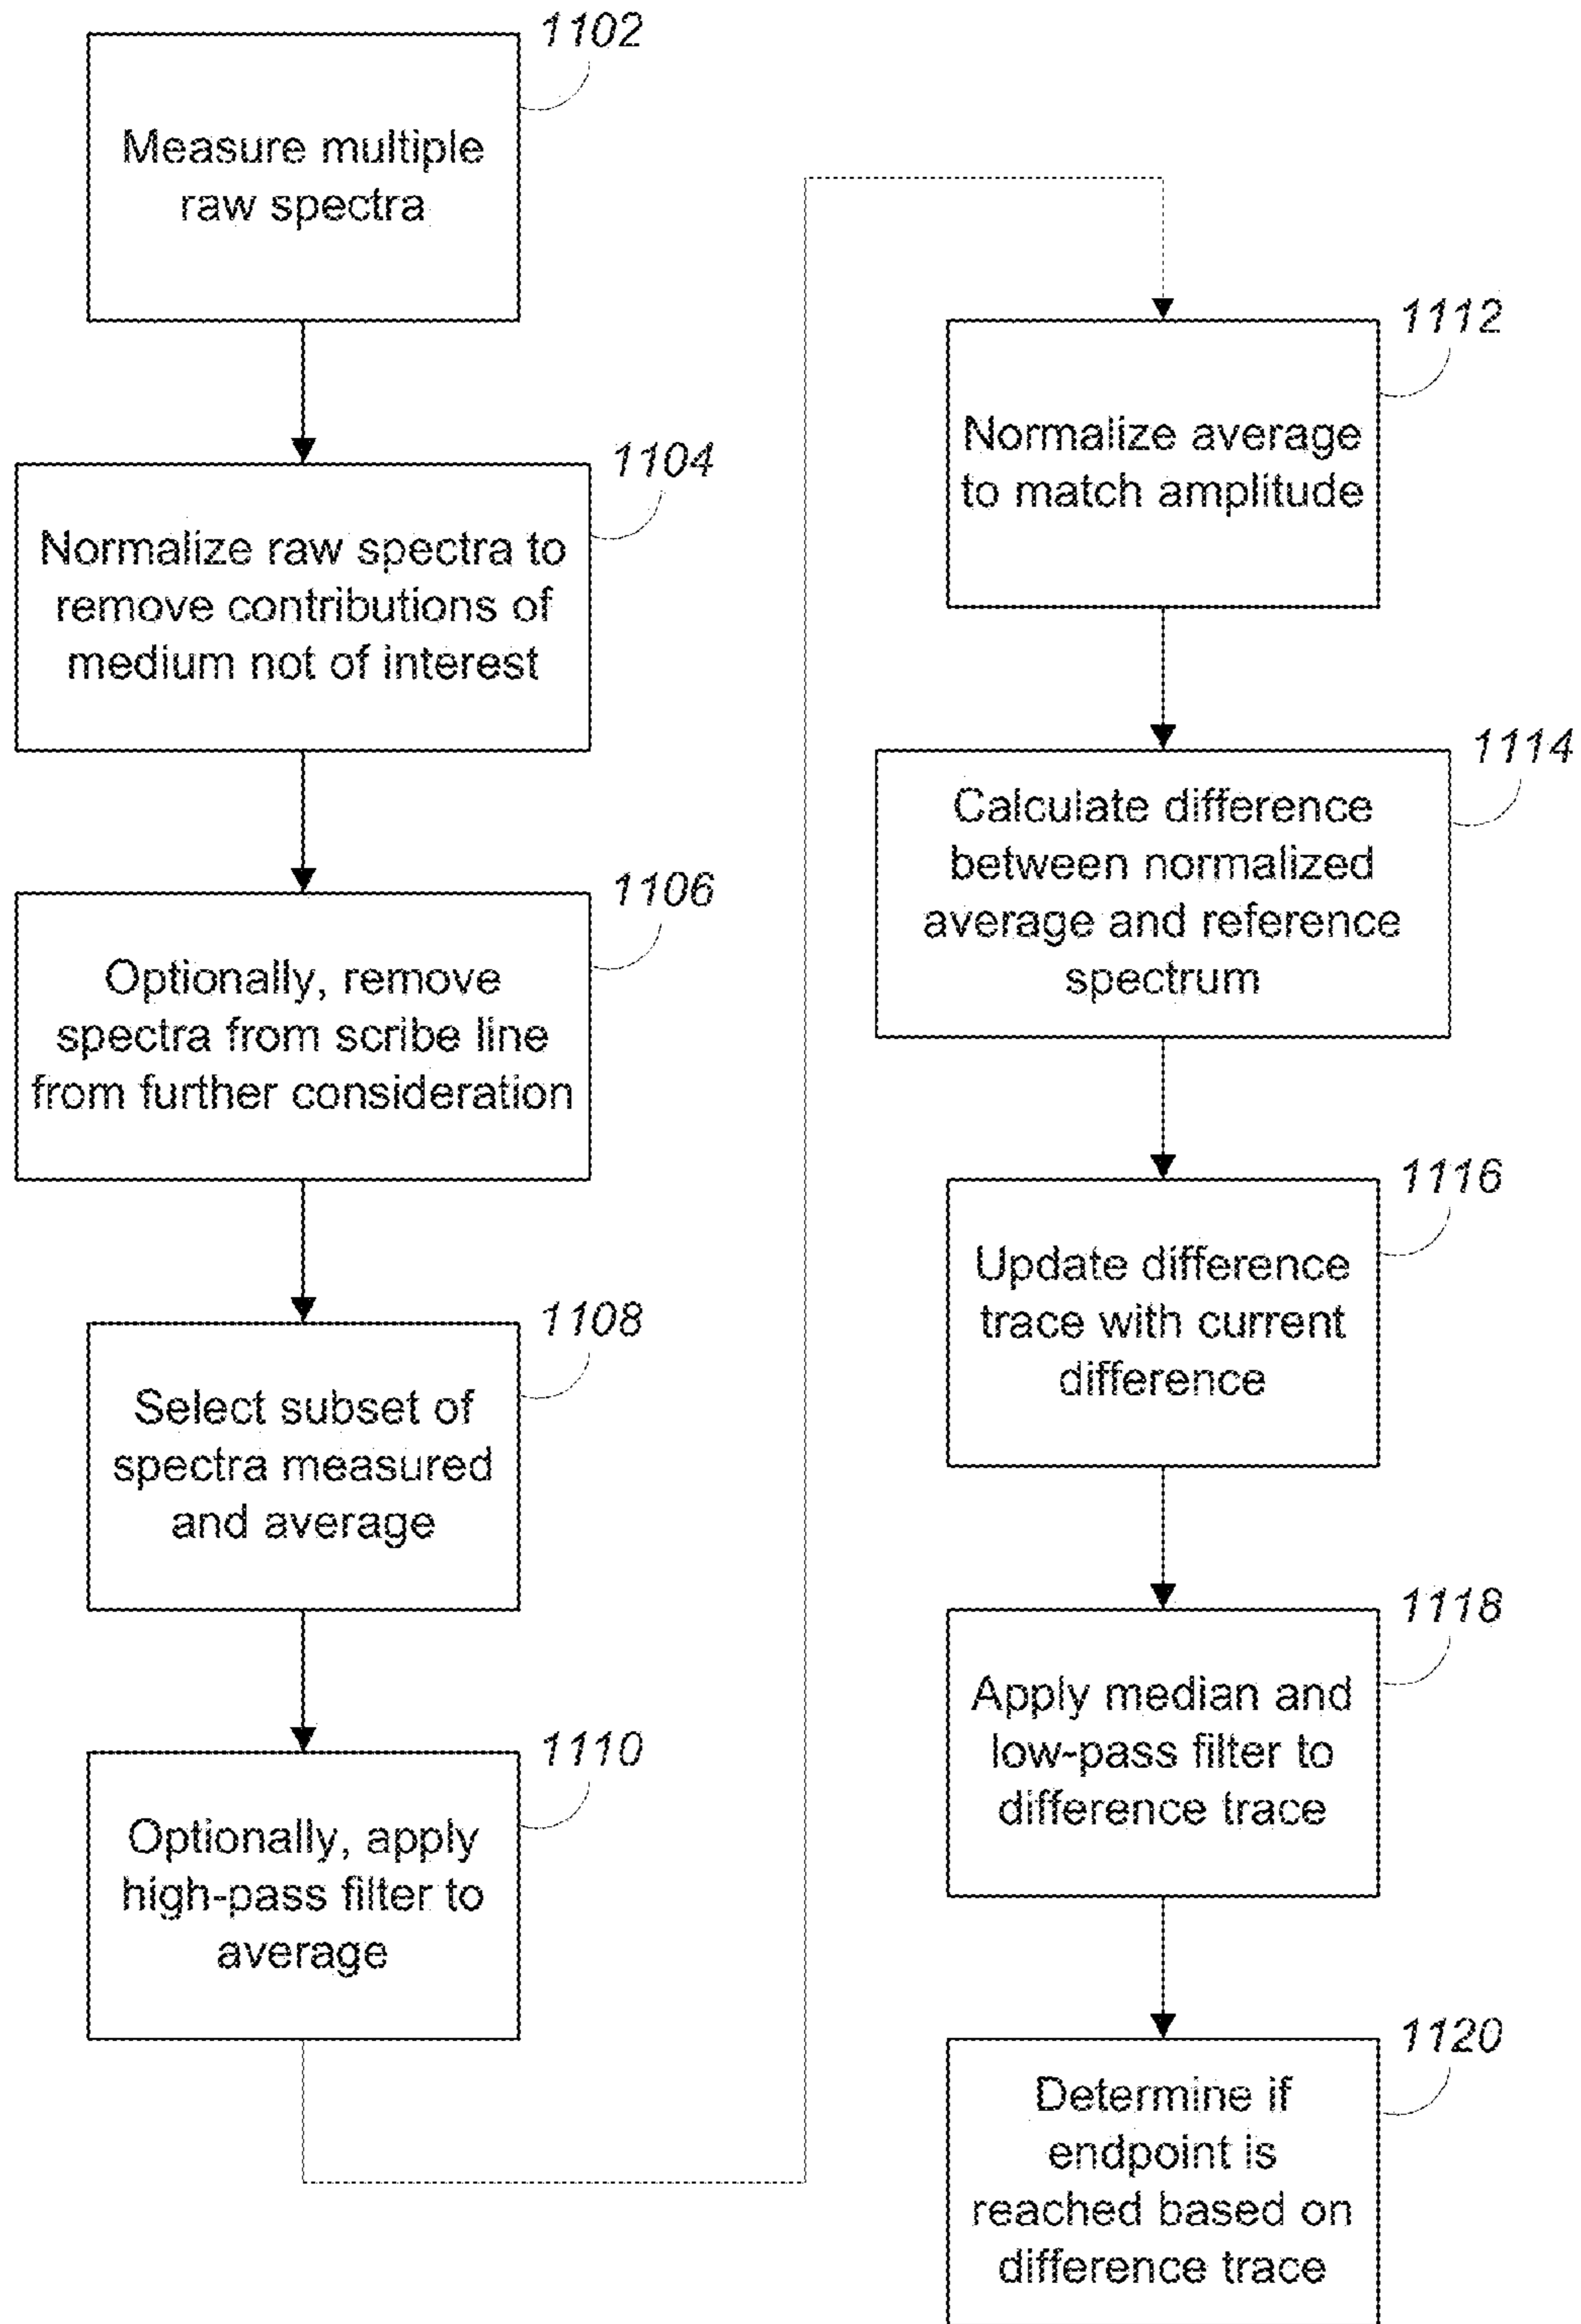 1102
Measure multiple
raw spectra
1104
Normalize raw spectra to
remove contributions of
medium not of interest
1106
Optionally, remove
spectra from scribe line
from further consideration
1108
Select subset of
spectra measured
and average
1110
Optionally, apply
high-pass filter to
average
1112
Normalize average
to match amplitude
1114
Calculate difference
between normalized
average and reference
spectrum
1116
Update difference
trace with current
difference
1118
Apply median and
low-pass filter to
difference trace
1120
Determine if
endpoint is
reached based on
difference trace